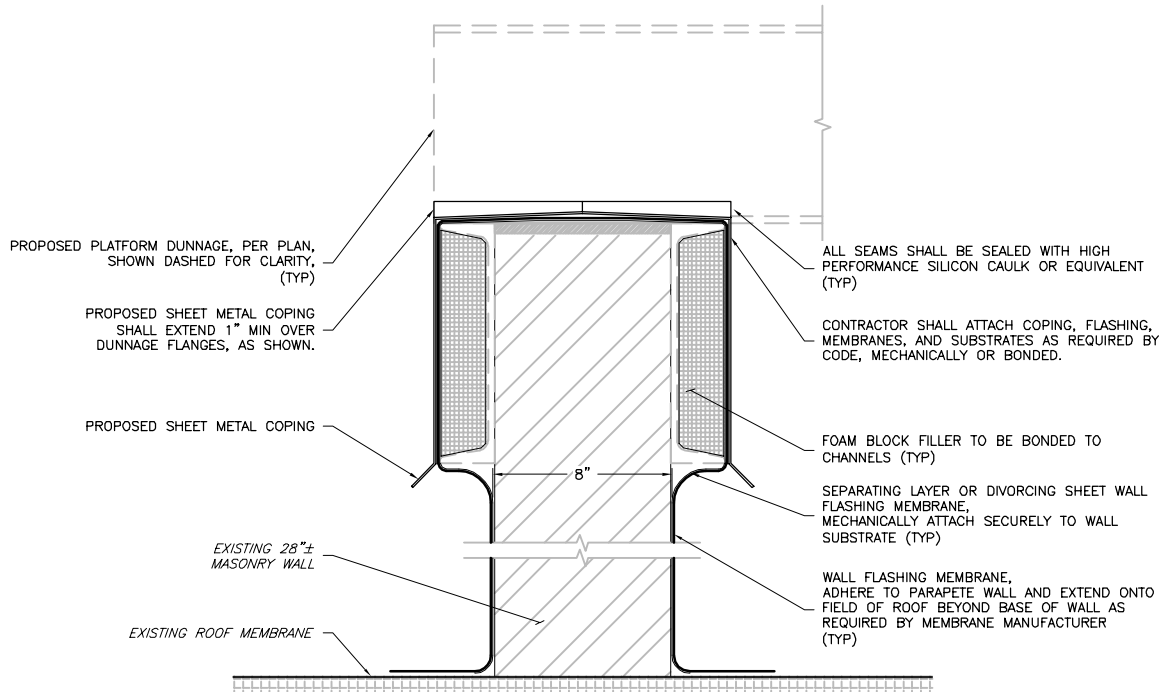 PROPOSED PLATFORM DUNNAGE, PER PLAN,
SHOWN DASHED FOR CLARITY,
(TYP)
PROPOSED SHEET METAL COPING
SHALL EXTEND 1" MIN OVER
DUNNAGE FLANGES, AS SHOWN.
PROPOSED SHEET METAL COPING
EXISTING 28"±
MASONRY WALL
EXISTING ROOF MEMBRANE
8"
ALL SEAMS SHALL BE SEALED WITH HIGH
PERFORMANCE SILICON CAULK OR EQUIVALENT
(TYP)
CONTRACTOR SHALL ATTACH COPING, FLASHING,
MEMBRANES, AND SUBSTRATES AS REQUIRED BY
CODE, MECHANICALLY OR BONDED.
FOAM BLOCK FILLER TO BE BONDED TO
CHANNELS (TYP)
SEPARATING LAYER OR DIVORCING SHEET WALL
FLASHING MEMBRANE,
MECHANICALLY ATTACH SECURELY TO WALL
SUBSTRATE (TYP)
WALL FLASHING MEMBRANE,
ADHERE TO PARAPETE WALL AND EXTEND ONTO
FIELD OF ROOF BEYOND BASE OF WALL AS
REQUIRED BY MEMBRANE MANUFACTURER
(TYP)